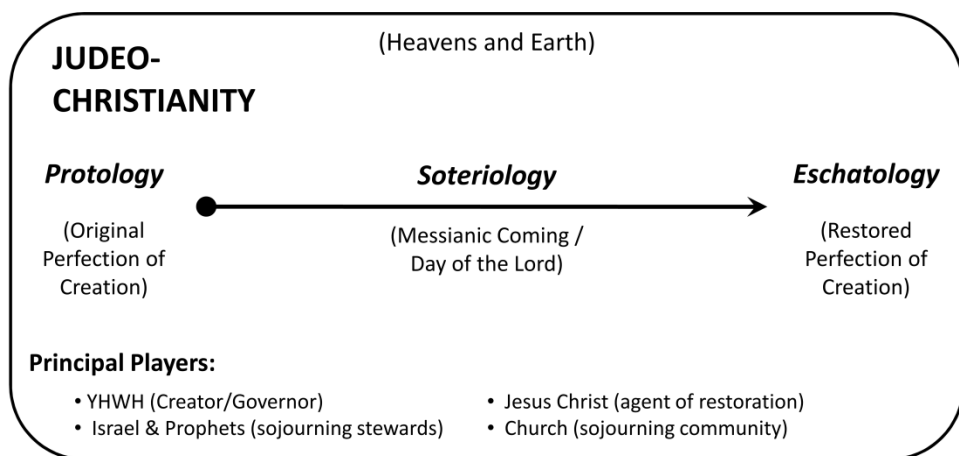 (Heavens and Earth)
JUDEO-
CHRISTIANITY
Protology
Soteriology
Eschatology
(Original
Perfection of
Creation)
(Messianic Coming /
Day of the Lord)
(Restored
Perfection of
Creation)
Principal Players:
• YHWH (Creator/Governor)
• Israel & Prophets (sojourning stewards)
• Jesus Christ (agent of restoration)
• Church (sojourning community)